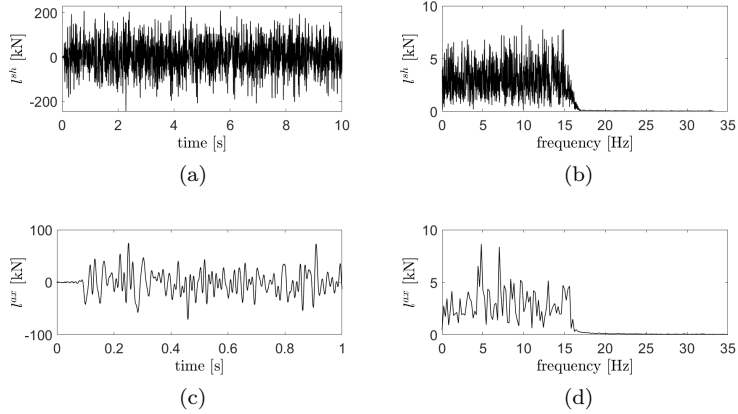 200
0
-200
l^{sh} [kN]
0 2 4 6 8 10
time [s]
(a)
10
5
0
l^{sh} [kN]
0 5 10 15 20 25 30 35
frequency [Hz]
(b)
100
0
-100
l^{ax} [kN]
0 0.2 0.4 0.6 0.8 1
time [s]
(c)
10
5
0
l^{ax} [kN]
0 5 10 15 20 25 30 35
frequency [Hz]
(d)